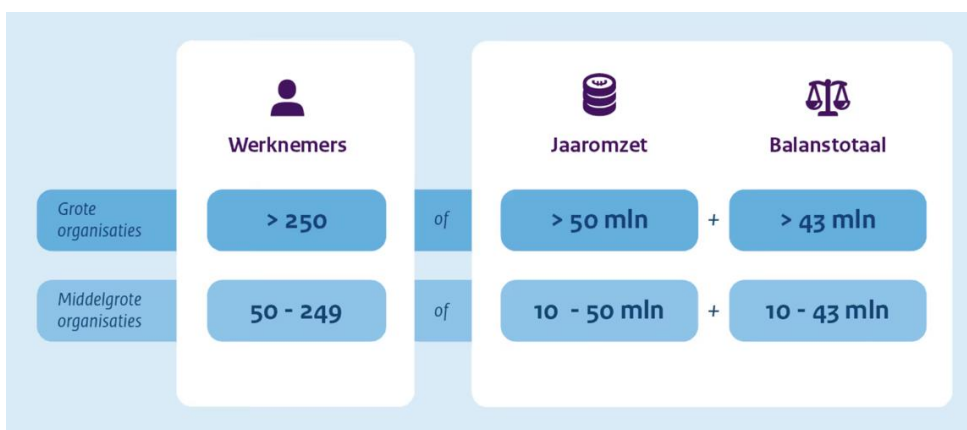 Werknemers
Jaaromzet
Balanstotaal
Grote
organisaties
> 250
of
> 50 mln
+
> 43 mln
Middelgrote
organisaties
50 - 249
of
10 - 50 mln
+
10 - 43 mln